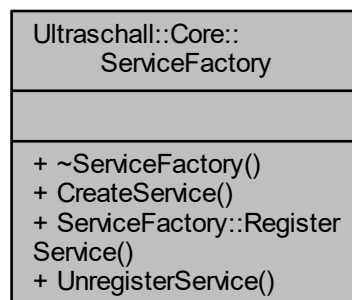 Ultraschall::Core::
ServiceFactory
+ ~ServiceFactory()
+ CreateService()
+ ServiceFactory::Register
Service()
+ UnregisterService()